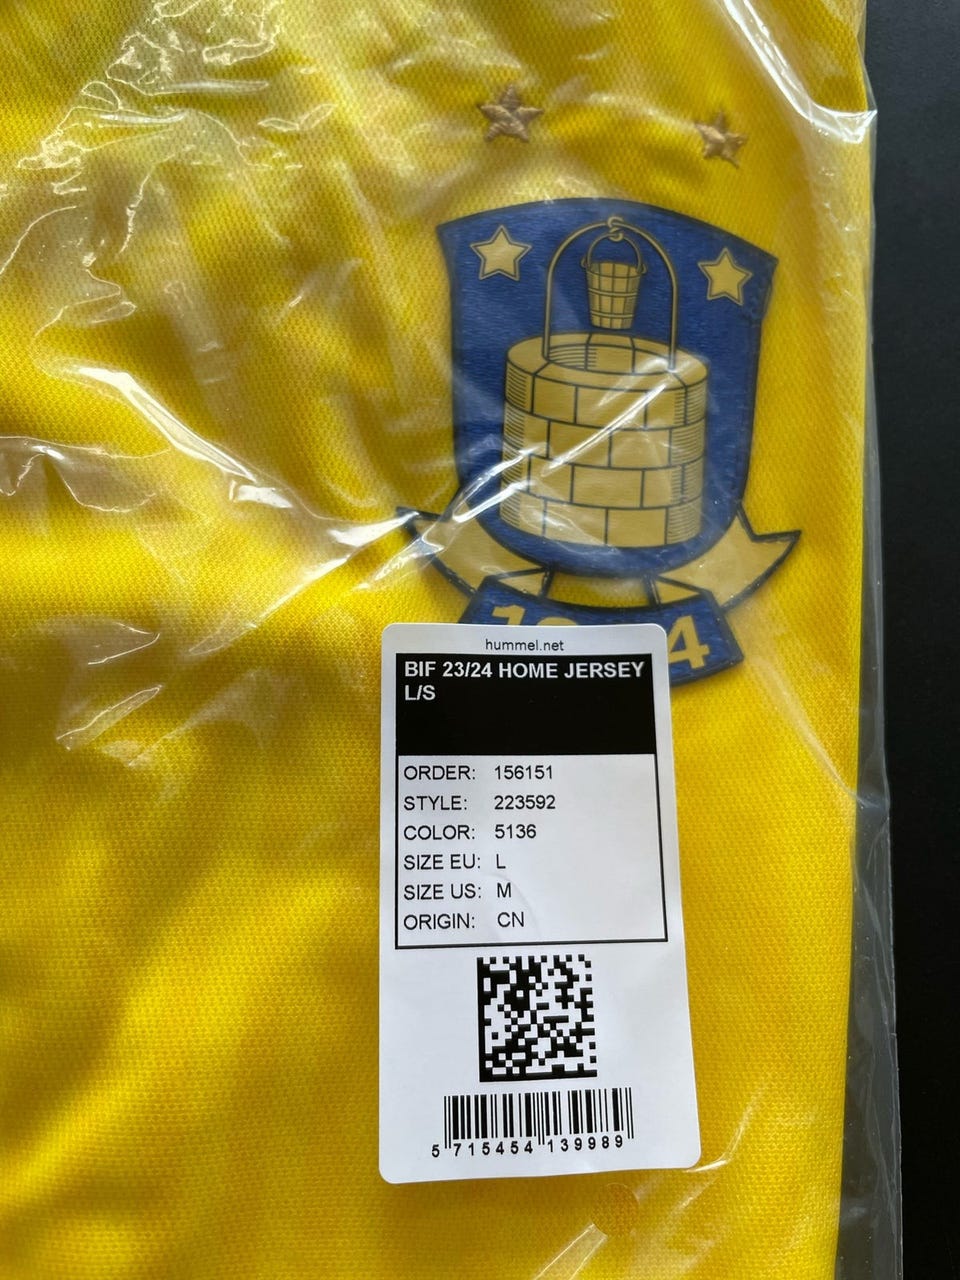 hummel.net
BIF 23/24 HOME JERSEY
L/S
ORDER: 156151
STYLE: 223592
COLOR: 5136
SIZE EU: L
SIZE US: M
ORIGIN: CN
5 715454 139989